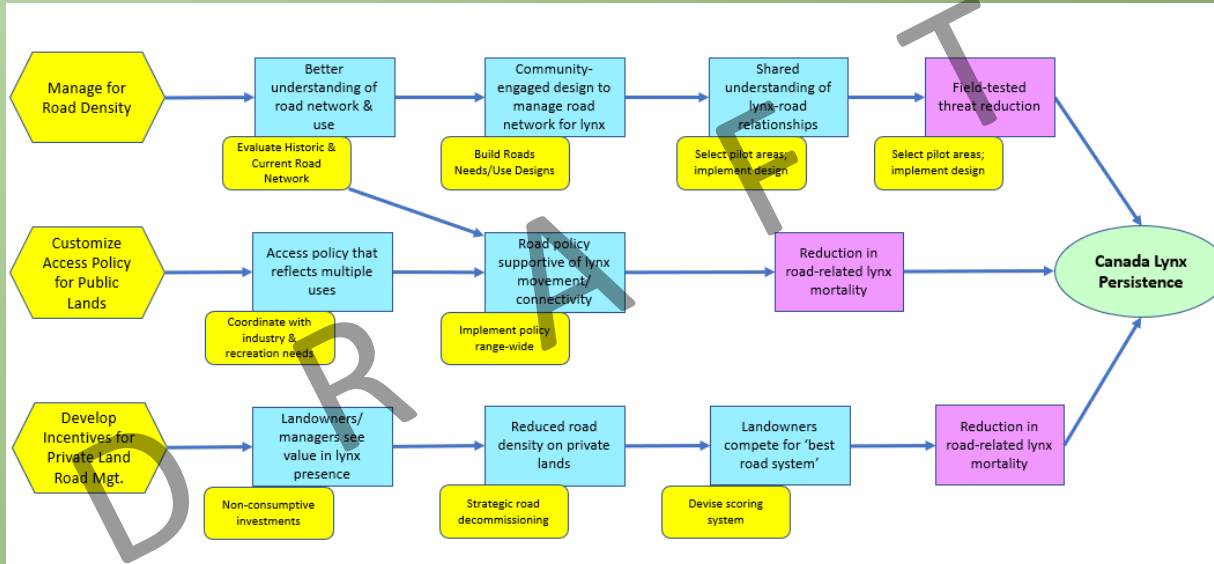 Manage for
Road Density
Better
understanding of
road network & use
Evaluate Historic &
Current Road
Network
Community-
engaged design to
manage road
network for lynx
Build Roads
Needs/Use Designs
Shared
understanding of
lynx-road
relationships
Select pilot areas;
implement design
Field-tested
threat reduction
Select pilot areas;
implement design
Customize
Access Policy
for Public
Lands
Access policy that
reflects multiple
uses
Coordinate with
industry &
recreation needs
Road policy
supportive of lynx
movement/
connectivity
Implement policy
range-wide
Reduction in
road-related lynx
mortality
Canada Lynx
Persistence
Develop
Incentives for
Private Land
Road Mgt.
Landowners/
managers see
value in lynx
presence
Non-consumptive
investments
Reduced road
density on private
lands
Strategic road
decommissioning
Landowners
compete for ‘best
road system’
Devise scoring
system
Reduction in
road-related lynx
mortality
DRAFT